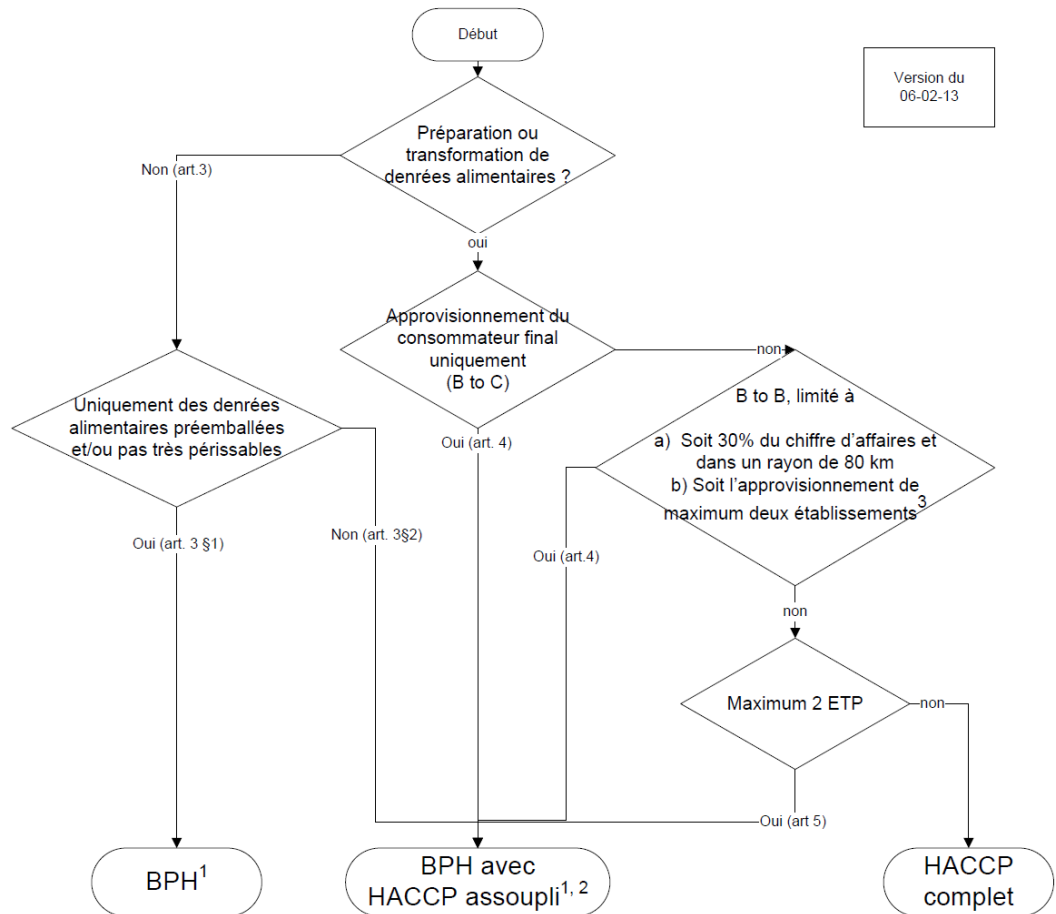 Début
Version du
06-02-13
Préparation ou
transformation de
denrées alimentaires ?
Non (art.3)
oui
Approvisionnement du
consommateur final
uniquement
(B to C)
non
B to B, limité à
a) Soit 30% du chiffre d'affaires et
dans un rayon de 80 km
b) Soit l'approvisionnement de
maximum deux établissements3
Uniquement des denrées
alimentaires préemballées
et/ou pas très périssables
Oui (art. 4)
Oui (art. 3 §1)
Non (art. 3§2)
Oui (art.4)
non
Maximum 2 ETP
non
Oui (art 5)
BPH1
BPH avec
HACCP assoupli1, 2
HACCP
complet